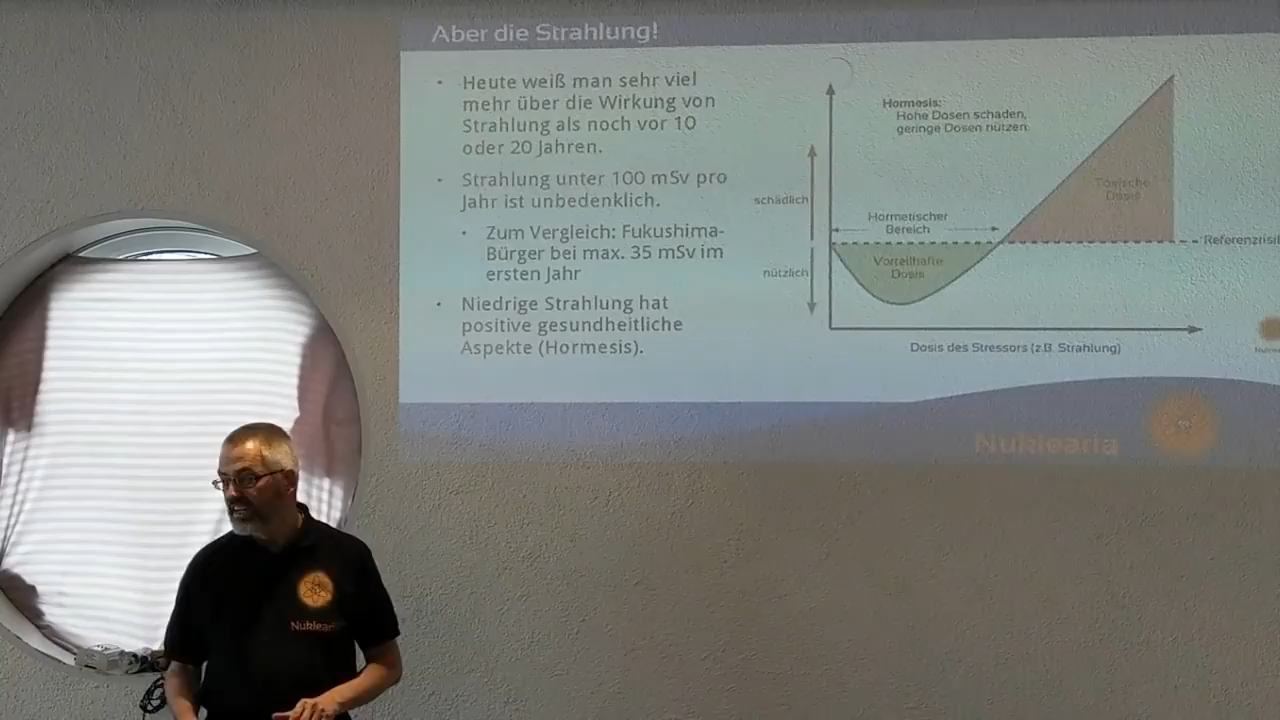 Aber die Strahlung!
• Heute weiß man sehr viel
mehr über die Wirkung von
Strahlung als noch vor 10
oder 20 Jahren.
• Strahlung unter 100 mSv pro
Jahr ist unbedenklich.
• Zum Vergleich: Fukushima-
Bürger bei max. 35 mSv im
ersten Jahr
• Niedrige Strahlung hat
positive gesundheitliche
Aspekte (Hormesis).
Hormesis:
Hohe Dosen schaden,
geringe Dosen nützen.
schädlich
nützlich
Hormetischer
Bereich
Vorteilhafte
Dosis
Toxische
Dosis
Dosis des Stressors (z.B. Strahlung)
Nuklearia